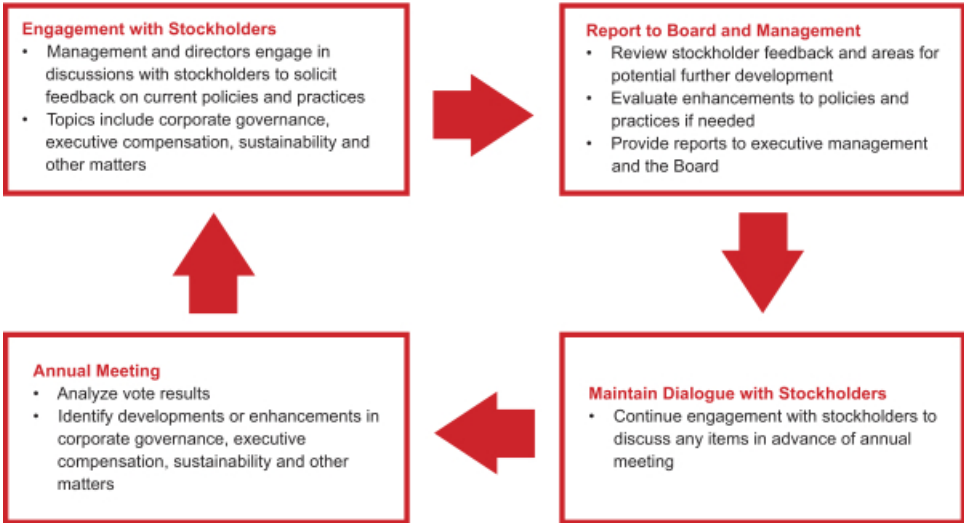 Engagement with Stockholders
• Management and directors engage in
discussions with stockholders to solicit
feedback on current policies and practices
• Topics include corporate governance,
executive compensation, sustainability and
other matters
Report to Board and Management
• Review stockholder feedback and areas for
potential further development
• Evaluate enhancements to policies and
practices if needed
• Provide reports to executive management
and the Board
Maintain Dialogue with Stockholders
• Continue engagement with stockholders to
discuss any items in advance of annual
meeting
Annual Meeting
• Analyze vote results
• Identify developments or enhancements in
corporate governance, executive
compensation, sustainability and other
matters